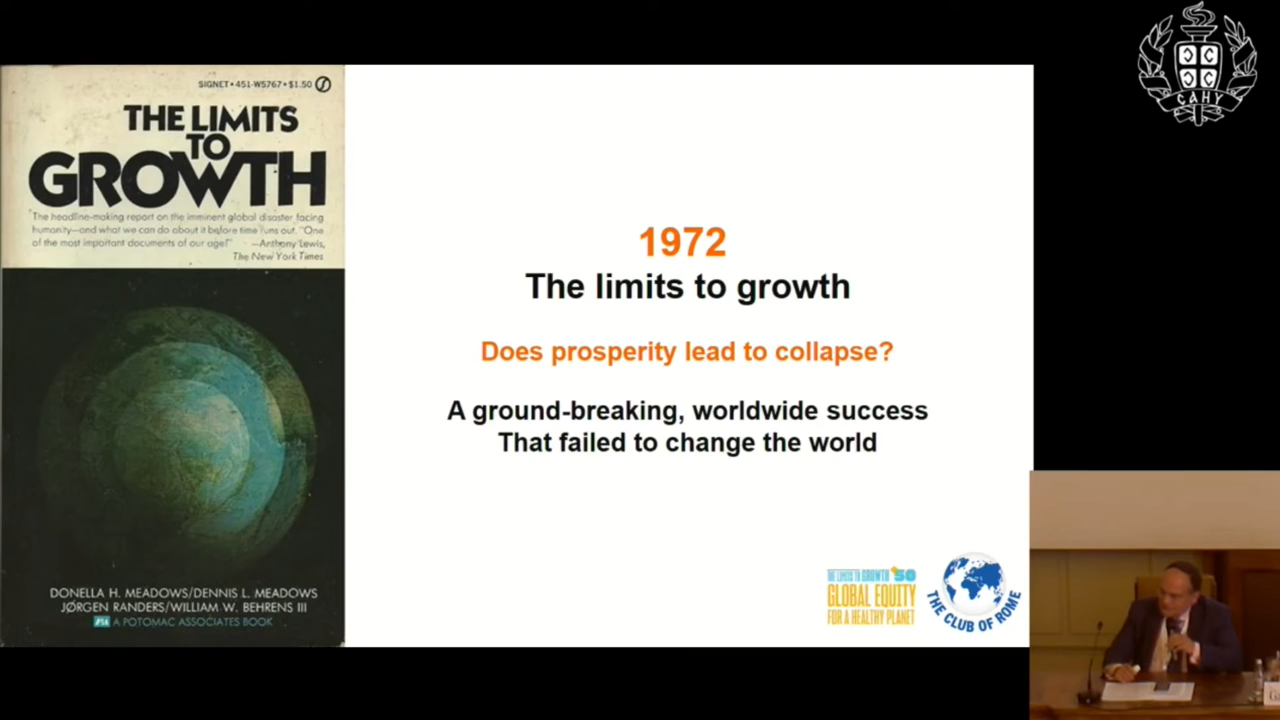 SIGNET • 451-W5767 • $1.50
THE LIMITS
TO
GROWTH
"The headline-making report on the imminent global disaster facing
humanity—and what we can do about it before time runs out. "One
of the most important documents of our age!" —Anthony Lewis,
The New York Times
DONELLA H. MEADOWS/DENNIS L. MEADOWS
JØRGEN RANDERS/WILLIAM W. BEHRENS III
A POTOMAC ASSOCIATES BOOK
1972
The limits to growth
Does prosperity lead to collapse?
A ground-breaking, worldwide success
That failed to change the world
THE LIMITS TO GROWTH '50
GLOBAL EQUITY
FOR A HEALTHY PLANET
THE CLUB OF ROME
САНУ